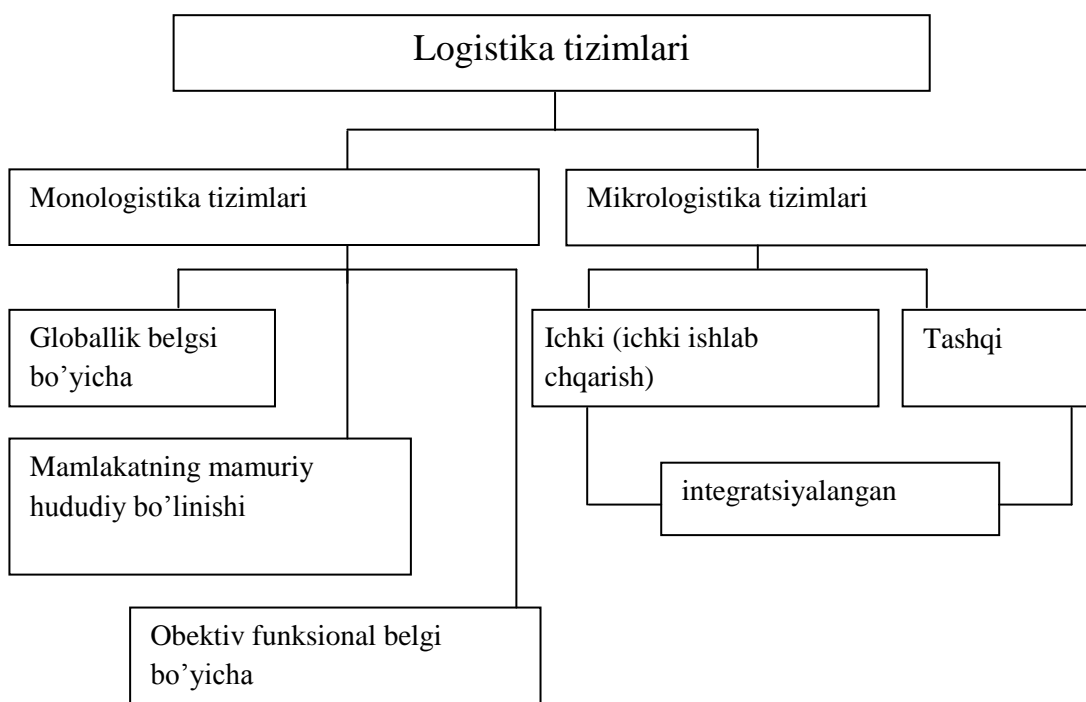 Logistika tizimlari
Monologistika tizimlari
Mikrologistika tizimlari
Globallik belgsi
bo’yicha
Ichki (ichki ishlab
chqarish)
Tashqi
Mamlakatning mamuriy
hududiy bo’linishi
integratsiyalangan
Obektiv funksional belgi
bo’yicha